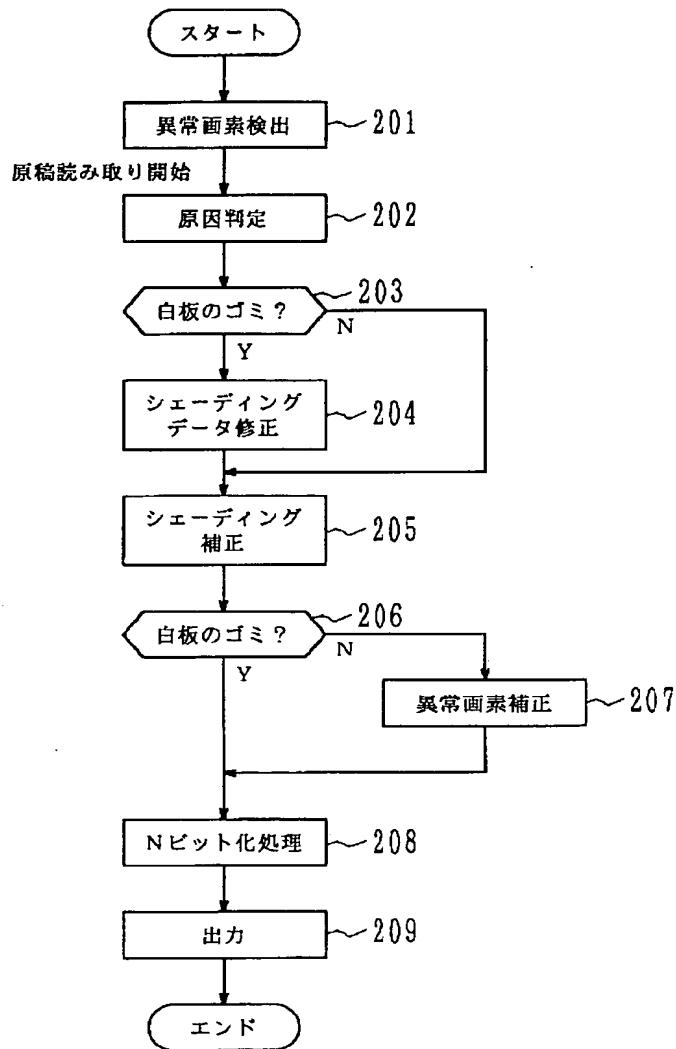 スタート
異常画素検出
201
原稿読み取り開始
原因判定
202
白板のゴミ?
203
N
Y
シェーディング
データ修正
204
シェーディング
補正
205
白板のゴミ?
206
N
Y
異常画素補正
207
Nビット化処理
208
出力
209
エンド